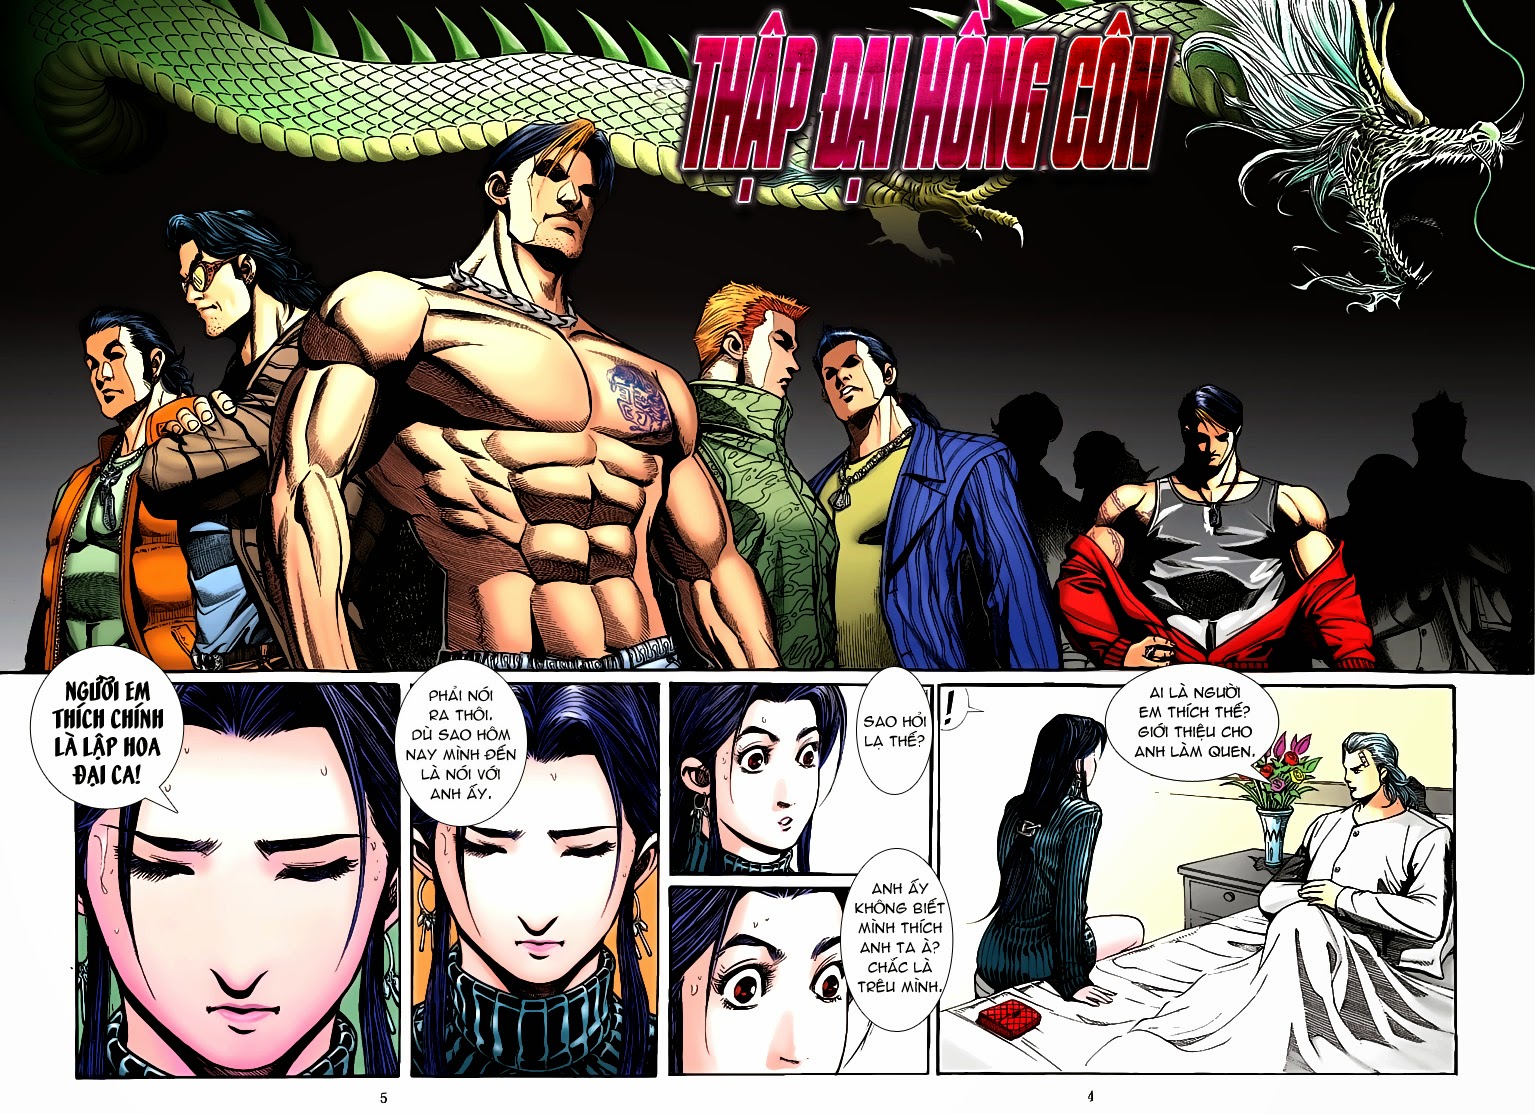 THẬP ĐẠI HỒNG CÔN
AI LÀ NGƯỜI
EM THÍCH THẾ?
GIỚI THIỆU CHO
ANH LÀM QUEN.
!
SAO HỎI
LẠ THẾ?
ANH ẤY
KHÔNG BIẾT
MÌNH THÍCH
ANH TA À?
CHẮC LÀ
TRÊU MÌNH.
PHẢI NÓI
RA THÔI,
DÙ SAO HÔM
NAY MÌNH ĐẾN
LÀ NÓI VỚI
ANH ẤY.
NGƯỜI EM
THÍCH CHÍNH
LÀ LẬP HOA
ĐẠI CA!
5
4